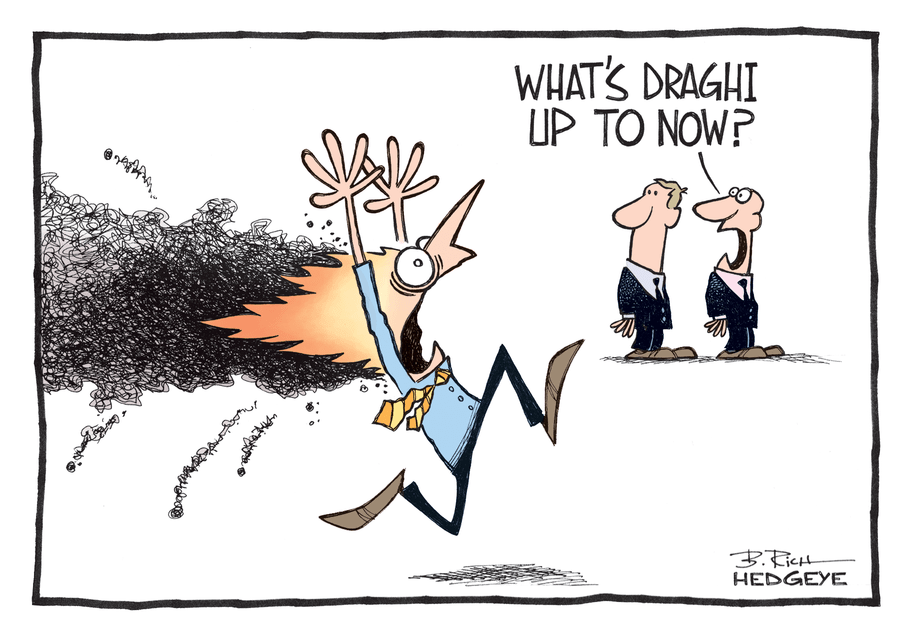 WHAT'S DRAGHI
UP TO NOW?
B. RICH
HEDGEYE